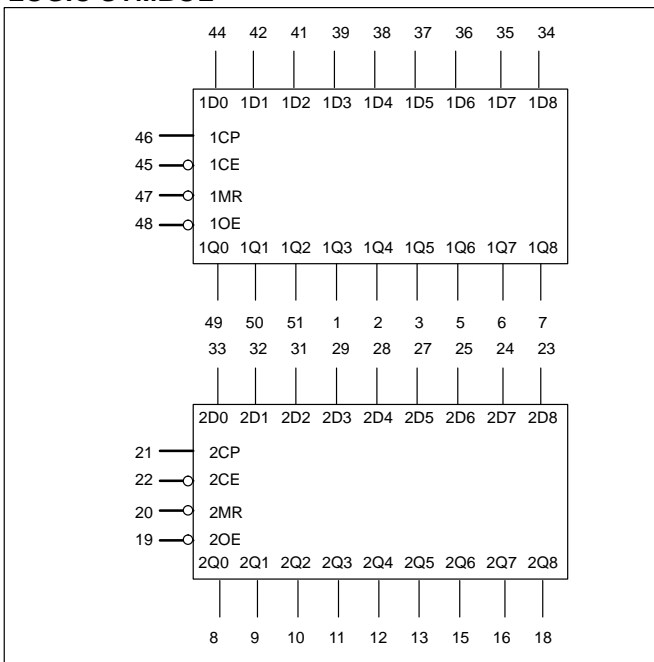 44 42 41 39 38 37 36 35 34
1D0 1D1 1D2 1D3 1D4 1D5 1D6 1D7 1D8
46 1CP
45 1CE
47 1MR
48 1OE
1Q0 1Q1 1Q2 1Q3 1Q4 1Q5 1Q6 1Q7 1Q8
49 50 51 1 2 3 5 6 7
33 32 31 29 28 27 25 24 23
2D0 2D1 2D2 2D3 2D4 2D5 2D6 2D7 2D8
21 2CP
22 2CE
20 2MR
19 2OE
2Q0 2Q1 2Q2 2Q3 2Q4 2Q5 2Q6 2Q7 2Q8
8 9 10 11 12 13 15 16 18